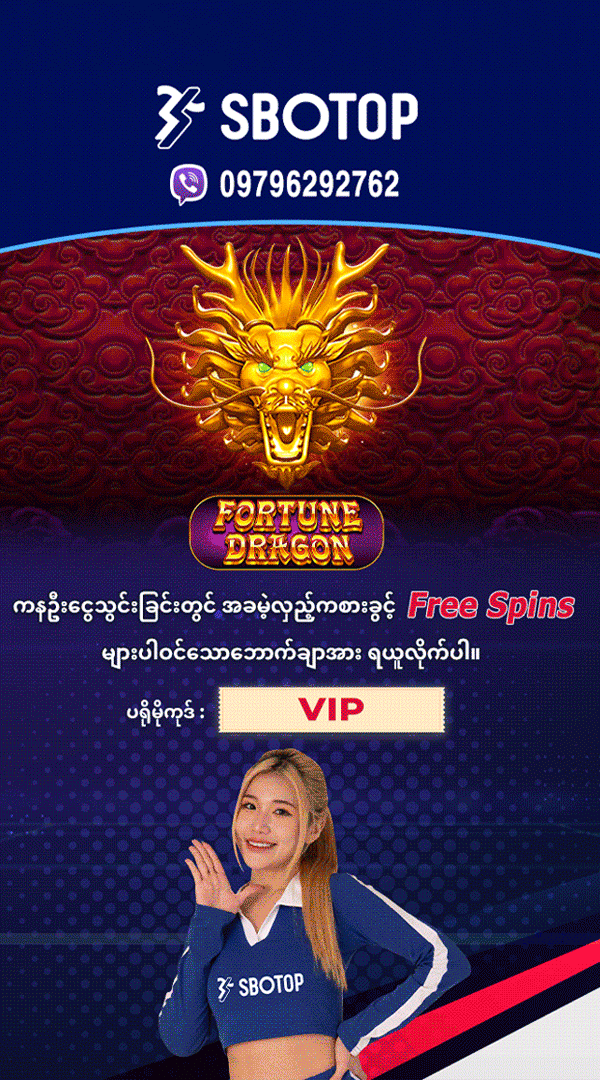 SBOTOP
09796292762
FORTUNE
DRAGON
ကနဦးငွေသွင်းခြင်းတွင် အခမဲ့လှည့်ကစားခွင့် Free Spins
များပါဝင်သောဘောက်ချာအား ရယူလိုက်ပါ။
ပရိုမိုကုဒ် : VIP
SBOTOP